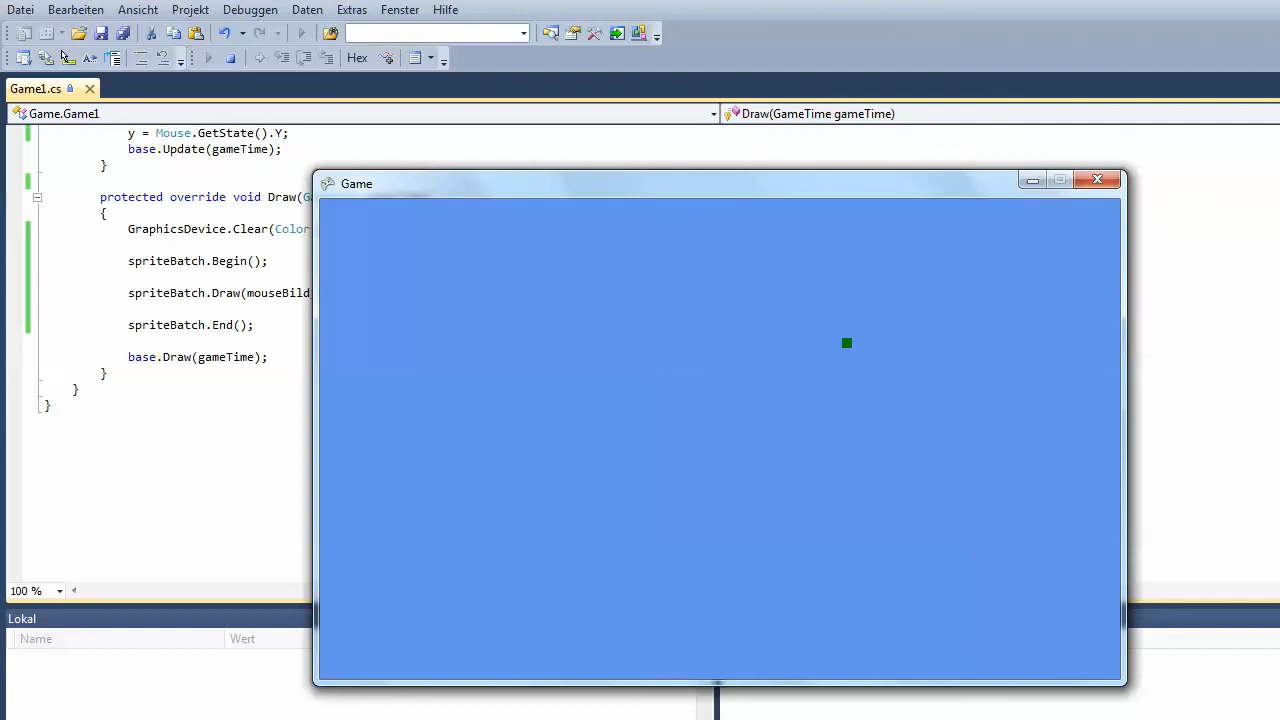 Datei Bearbeiten Ansicht Projekt Debuggen Daten Extras Fenster Hilfe
Hex
Game1.cs
Game.Game1
Draw(GameTime gameTime)
y = Mouse.GetState().Y;
base.Update(gameTime);
}
Game
protected override void Draw(G
{
GraphicsDevice.Clear(Color
spriteBatch.Begin();
spriteBatch.Draw(mouseBild
spriteBatch.End();
base.Draw(gameTime);
}
}
}
100 %
Lokal
Name Wert